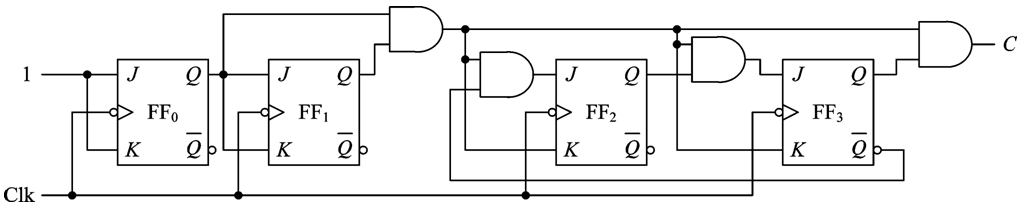 C
1 J Q J Q J Q J Q
FF₀ FF₁ FF₂ FF₃
K Q̅ K Q̅ K Q̅ K Q̅
Clk